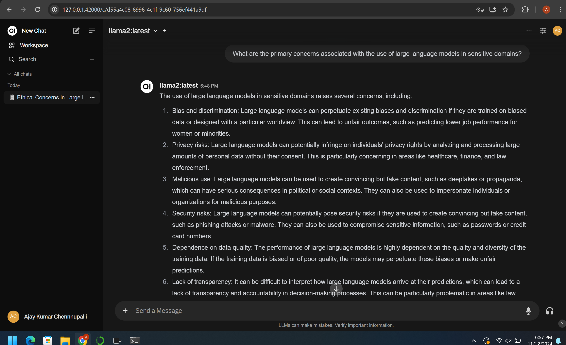 New Chat
Workspace
Search
All chats
Today
Ethical Concerns in Large l
Ajay Kumar Chennupalli
llama2:latest
What are the primary concerns associated with the use of large language models in sensitive domains?
llama2:latest
The use of large language models in sensitive domains raises several concerns, including:
1. Bias and discrimination: Large language models can perpetuate existing biases and discrimination if they are trained on biased
data or designed with a particular worldview. This can lead to unfair outcomes, such as predicting lower job performance for
women or minorities.
2. Privacy risks: Large language models can potentially infringe on individuals' privacy rights by analyzing and processing large
amounts of personal data without their consent. This is particularly concerning in areas like healthcare, finance, and law
enforcement.
3. Malicious use: Large language models can be used to create convincing but fake content, such as deepfakes or propaganda,
which can have serious consequences in political or social contexts. They can also be used to impersonate individuals or
organizations for malicious purposes.
4. Security risks: Large language models can potentially pose security risks if they are used to create convincing but fake content,
such as phishing attacks or malware. They can also be used to compromise sensitive information, such as passwords or credit
card numbers.
5. Dependence on data quality: The performance of large language models is highly dependent on the quality and diversity of the
training data. If the training data is biased or of poor quality, the models may perpetuate these biases or make unfair
predictions.
6. Lack of transparency: It can be difficult to interpret how large language models arrive at their predictions, which can lead to a
lack of transparency and accountability in decision-making processes. This can be particularly problematic in areas like law
Send a Message
LLMs can make mistakes. Verify important information.